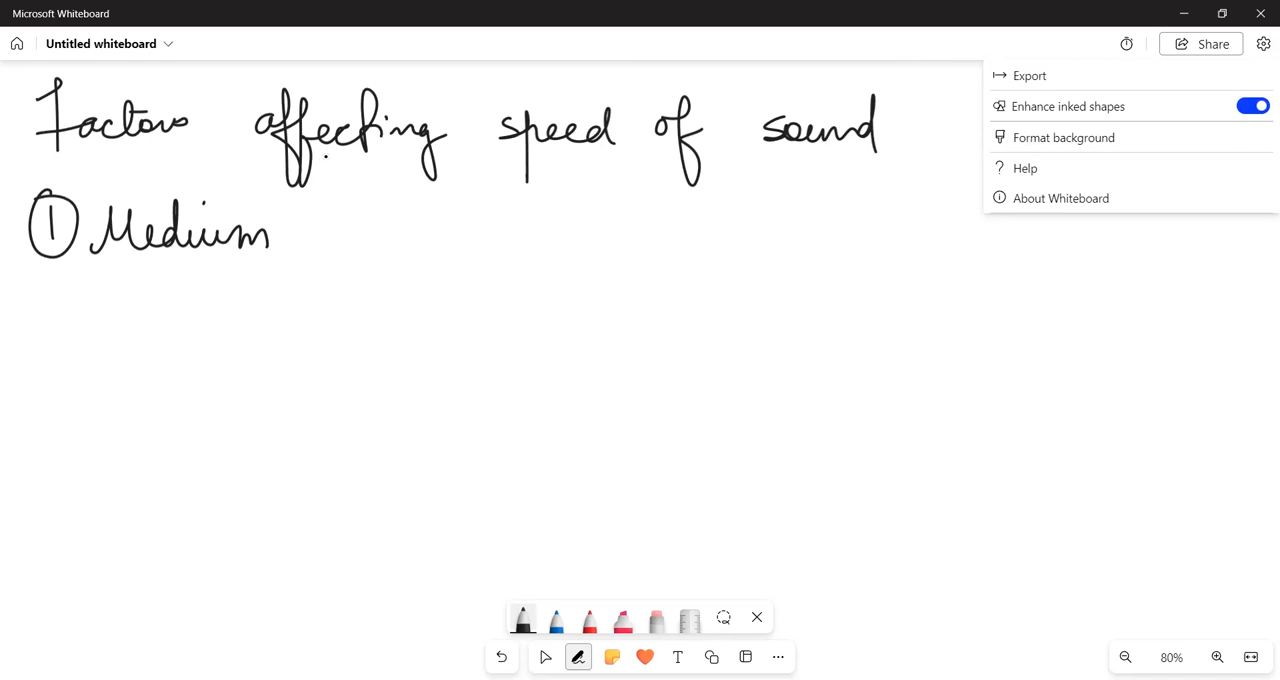 Microsoft Whiteboard
Untitled whiteboard
Share
Export
Enhance inked shapes
Format background
? Help
About Whiteboard
Factors affecting speed of sound
① Medium
T
80%